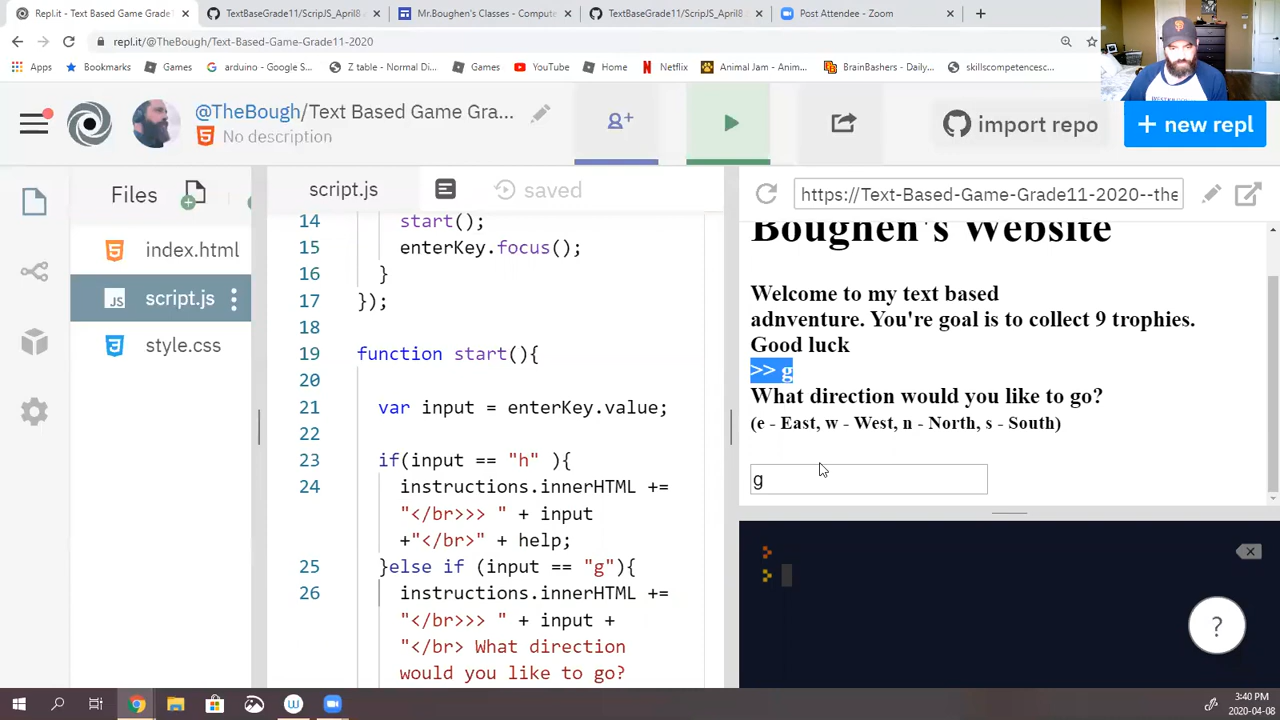 Repl.it - Text Based Game Grade
TextBaseGrade11/ScripJS_April8
Mr.Boughen's Classes - Compute
TextBaseGrade11/ScripJS_April8
Post Attendee - Zoom
repl.it/@TheBough/Text-Based-Game-Grade11-2020
Apps
Bookmarks
Games
arduino - Google S...
Z table - Normal Di...
Games
YouTube
Home
Netflix
Animal Jam - Anim...
BrainBashers - Daily...
skillscompetencesc...
@TheBough/Text Based Game Gra...
No description
import repo
+ new repl
Files
index.html
script.js
style.css
script.js
saved
14 start();
15 enterKey.focus();
16 }
17 });
18
19 function start(){
20
21 var input = enterKey.value;
22
23 if(input == "h" ){
24 instructions.innerHTML +=
"</br>>> " + input
+"</br>" + help;
25 }else if (input == "g"){
26 instructions.innerHTML +=
"</br>>> " + input +
"</br> What direction
would you like to go?
https://Text-Based-Game-Grade11-2020--the
Boughen's Website
Welcome to my text based
adnventure. You're goal is to collect 9 trophies.
Good luck
>> g
What direction would you like to go?
(e - East, w - West, n - North, s - South)
g
?
3:40 PM
2020-04-08